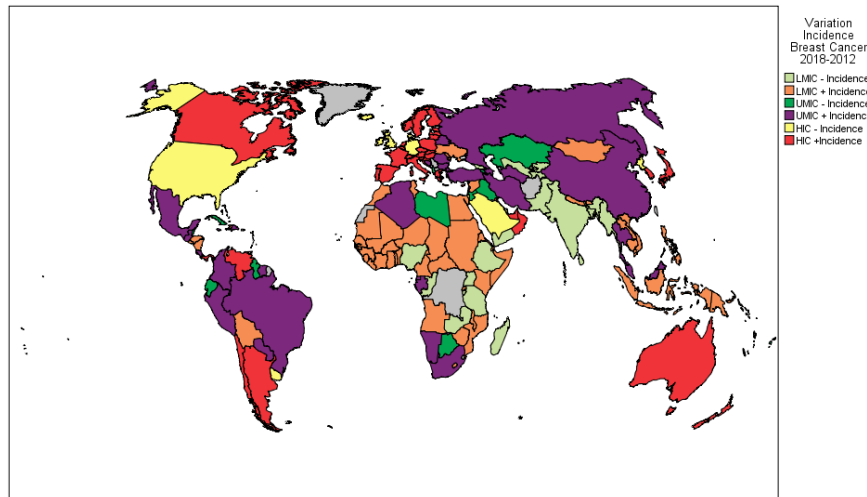 Variation
Incidence
Breast Cancer
2018-2012
LMIC - Incidence
LMIC + Incidence
UMIC - Incidence
UMIC + Incidence
HIC - Incidence
HIC +Incidence